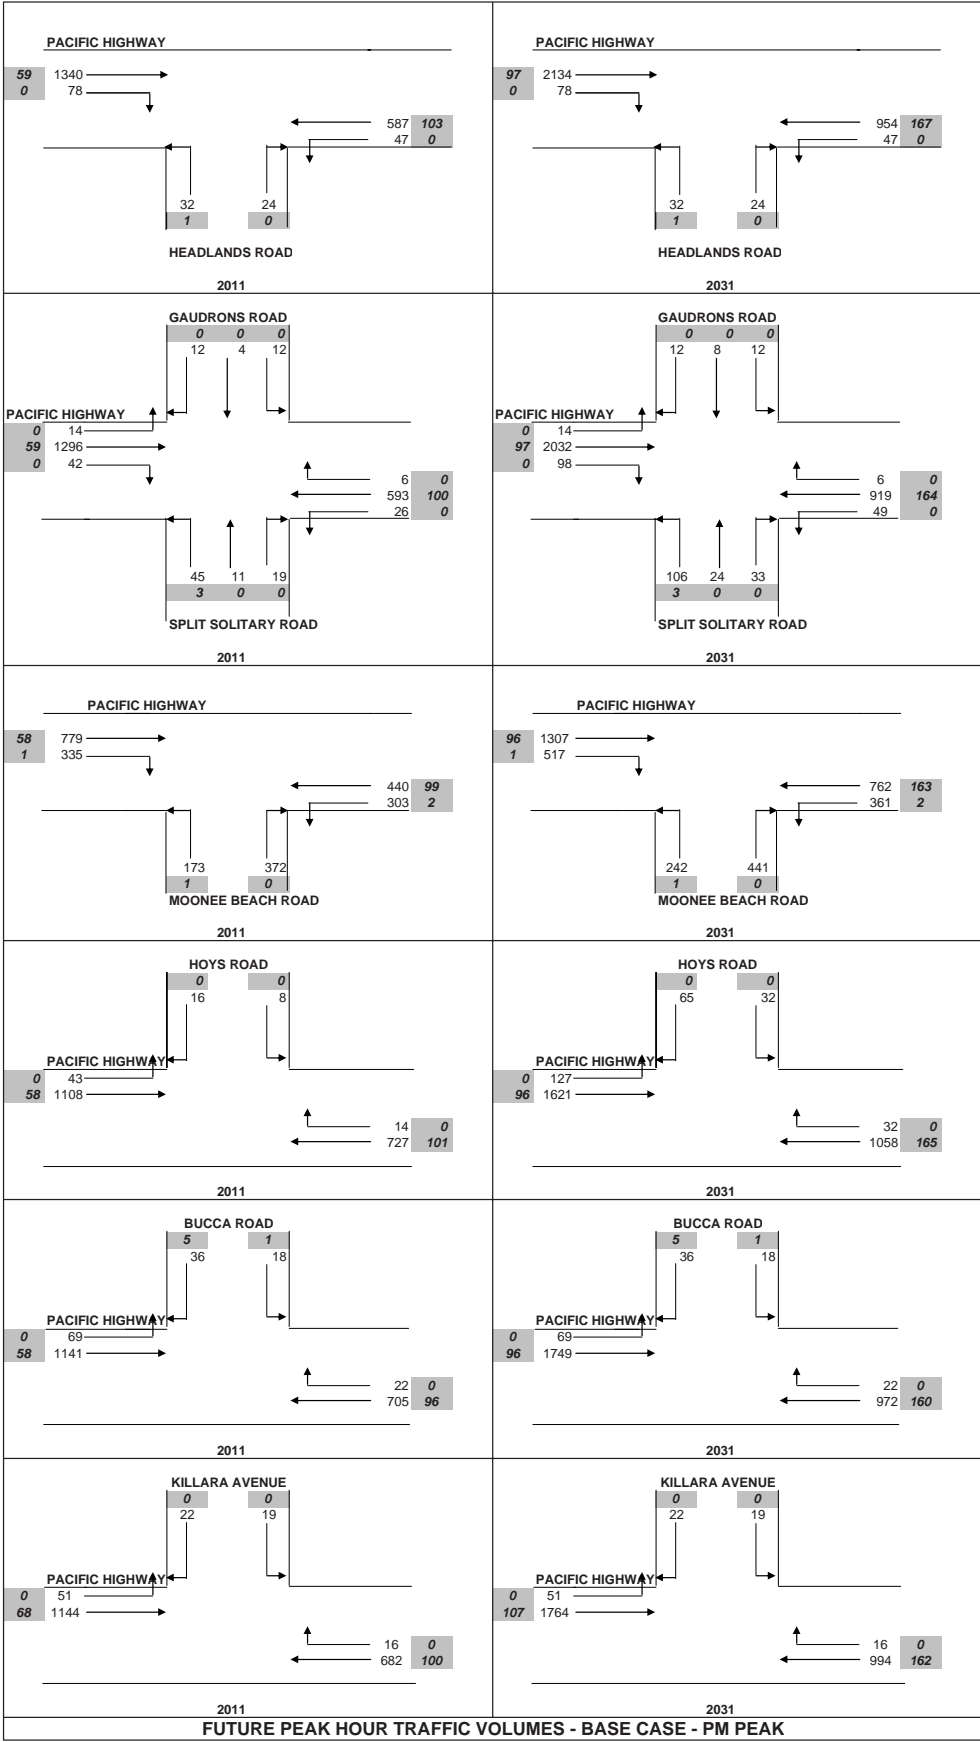 PACIFIC HIGHWAY
59 1340
0 78
587 103
47 0
32 24
1 0
HEADLANDS ROAD
2011
PACIFIC HIGHWAY
97 2134
0 78
954 167
47 0
32 24
1 0
HEADLANDS ROAD
2031
GAUDRONS ROAD
0 0 0
12 4 12
PACIFIC HIGHWAY
0 14
59 1296
0 42
6 0
593 100
26 0
45 11 19
3 0 0
SPLIT SOLITARY ROAD
2011
GAUDRONS ROAD
0 0 0
12 8 12
PACIFIC HIGHWAY
0 14
97 2032
0 98
6 0
919 164
49 0
106 24 33
3 0 0
SPLIT SOLITARY ROAD
2031
PACIFIC HIGHWAY
58 779
1 335
440 99
303 2
173 372
1 0
MOONEE BEACH ROAD
2011
PACIFIC HIGHWAY
96 1307
1 517
762 163
361 2
242 441
1 0
MOONEE BEACH ROAD
2031
HOYS ROAD
0 0
16 8
PACIFIC HIGHWAY
0 43
58 1108
14 0
727 101
2011
HOYS ROAD
0 0
65 32
PACIFIC HIGHWAY
0 127
96 1621
32 0
1058 165
2031
BUCCA ROAD
5 1
36 18
PACIFIC HIGHWAY
0 69
58 1141
22 0
705 96
2011
BUCCA ROAD
5 1
36 18
PACIFIC HIGHWAY
0 69
96 1749
22 0
972 160
2031
KILLARA AVENUE
0 0
22 19
PACIFIC HIGHWAY
0 51
68 1144
16 0
682 100
2011
KILLARA AVENUE
0 0
22 19
PACIFIC HIGHWAY
0 51
107 1764
16 0
994 162
2031
FUTURE PEAK HOUR TRAFFIC VOLUMES - BASE CASE - PM PEAK